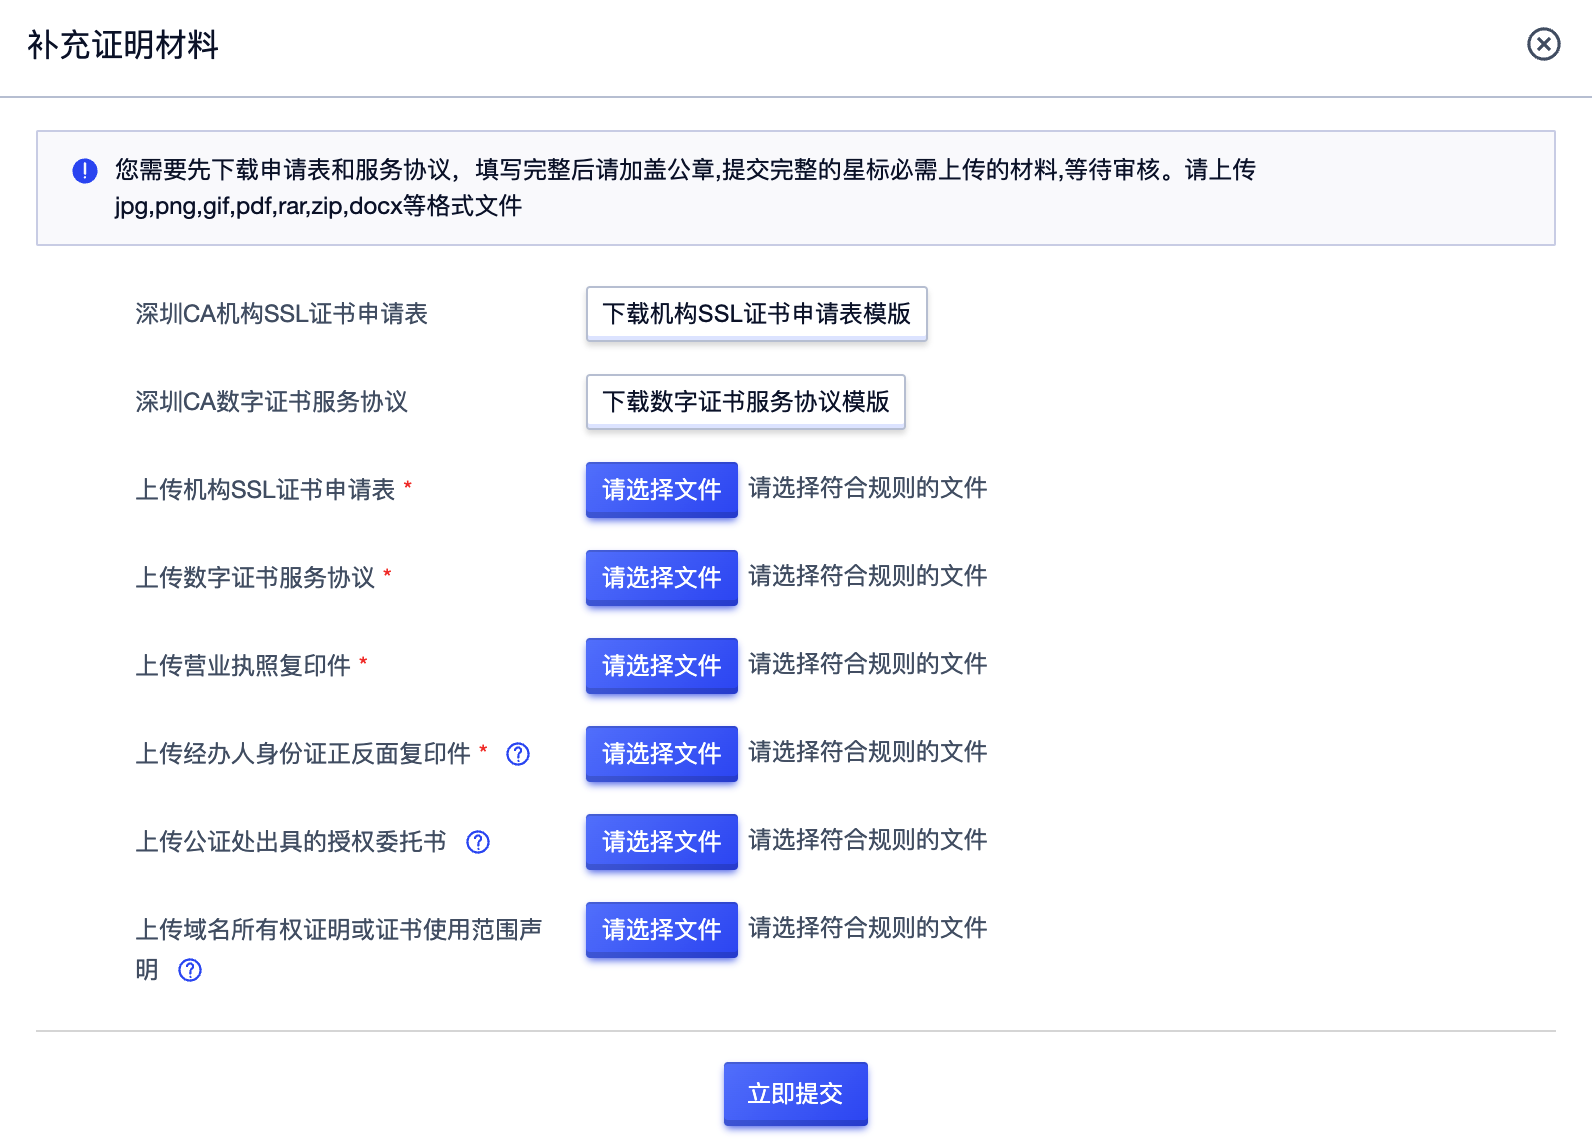 补充证明材料
您需要先下载申请表和服务协议，填写完整后请加盖公章,提交完整的星标必需上传的材料,等待审核。请上传
jpg,png,gif,pdf,rar,zip,docx等格式文件
深圳CA机构SSL证书申请表 下载机构SSL证书申请表模版
深圳CA数字证书服务协议 下载数字证书服务协议模版
上传机构SSL证书申请表 * 请选择文件 请选择符合规则的文件
上传数字证书服务协议 * 请选择文件 请选择符合规则的文件
上传营业执照复印件 * 请选择文件 请选择符合规则的文件
上传经办人身份证正反面复印件 * 请选择文件 请选择符合规则的文件
上传公证处出具的授权委托书 请选择文件 请选择符合规则的文件
上传域名所有权证明或证书使用范围声 请选择文件 请选择符合规则的文件
明
立即提交